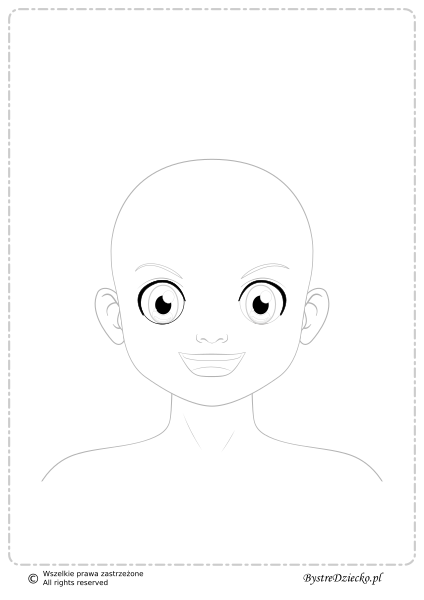 © Wszelkie prawa zastrzeżone
All rights reserved
BystreDziecko.pl